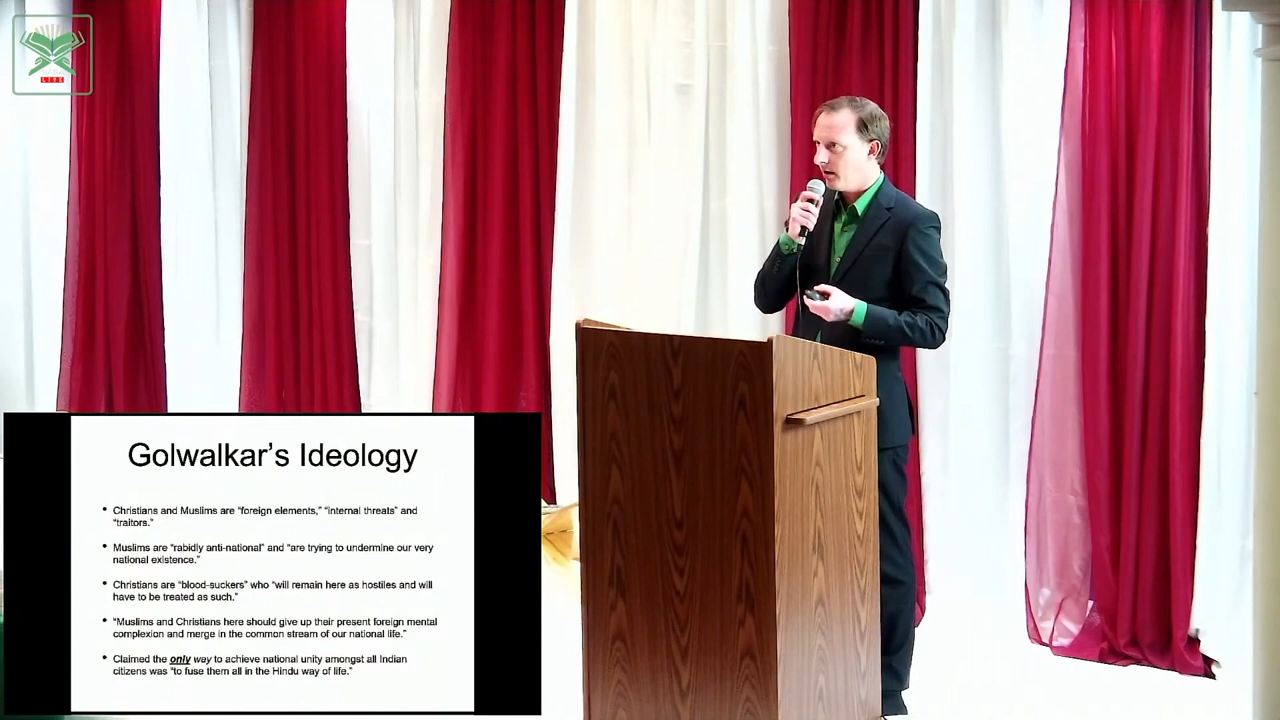 LIVE
Golwalkar's Ideology
• Christians and Muslims are "foreign elements," "internal threats" and
"traitors."
• Muslims are "rabidly anti-national" and "are trying to undermine our very
national existence."
• Christians are "blood-suckers" who "will remain here as hostiles and will
have to be treated as such."
• "Muslims and Christians here should give up their present foreign mental
complexion and merge in the common stream of our national life."
• Claimed the only way to achieve national unity amongst all Indian
citizens was "to fuse them all in the Hindu way of life."